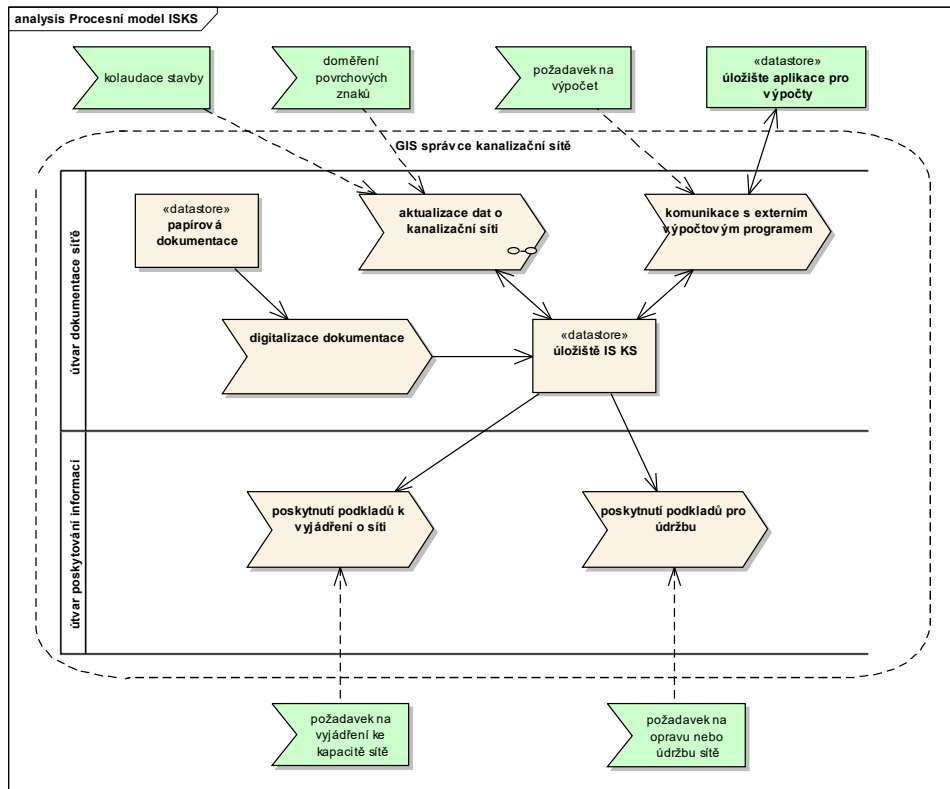 analysis Procesní model ISKS
kolaudace stavby
doměření
povrchových
znaků
požadavek na
výpočet
«datastore»
úložište aplikace pro
výpočty
GIS správce kanalizační sítě
útvar dokumentace síťě
«datastore»
papírová
dokumentace
aktualizace dat o
kanalizační síti
komunikace s externím
výpočtovým programem
digitalizace dokumentace
«datastore»
úložiště IS KS
útvar poskytování informací
poskytnutí podkladů k
vyjádření o síti
poskytnutí podkladů pro
údržbu
požadavek na
vyjádření ke
kapacitě sítě
požadavek na
opravu nebo
údržbu sítě